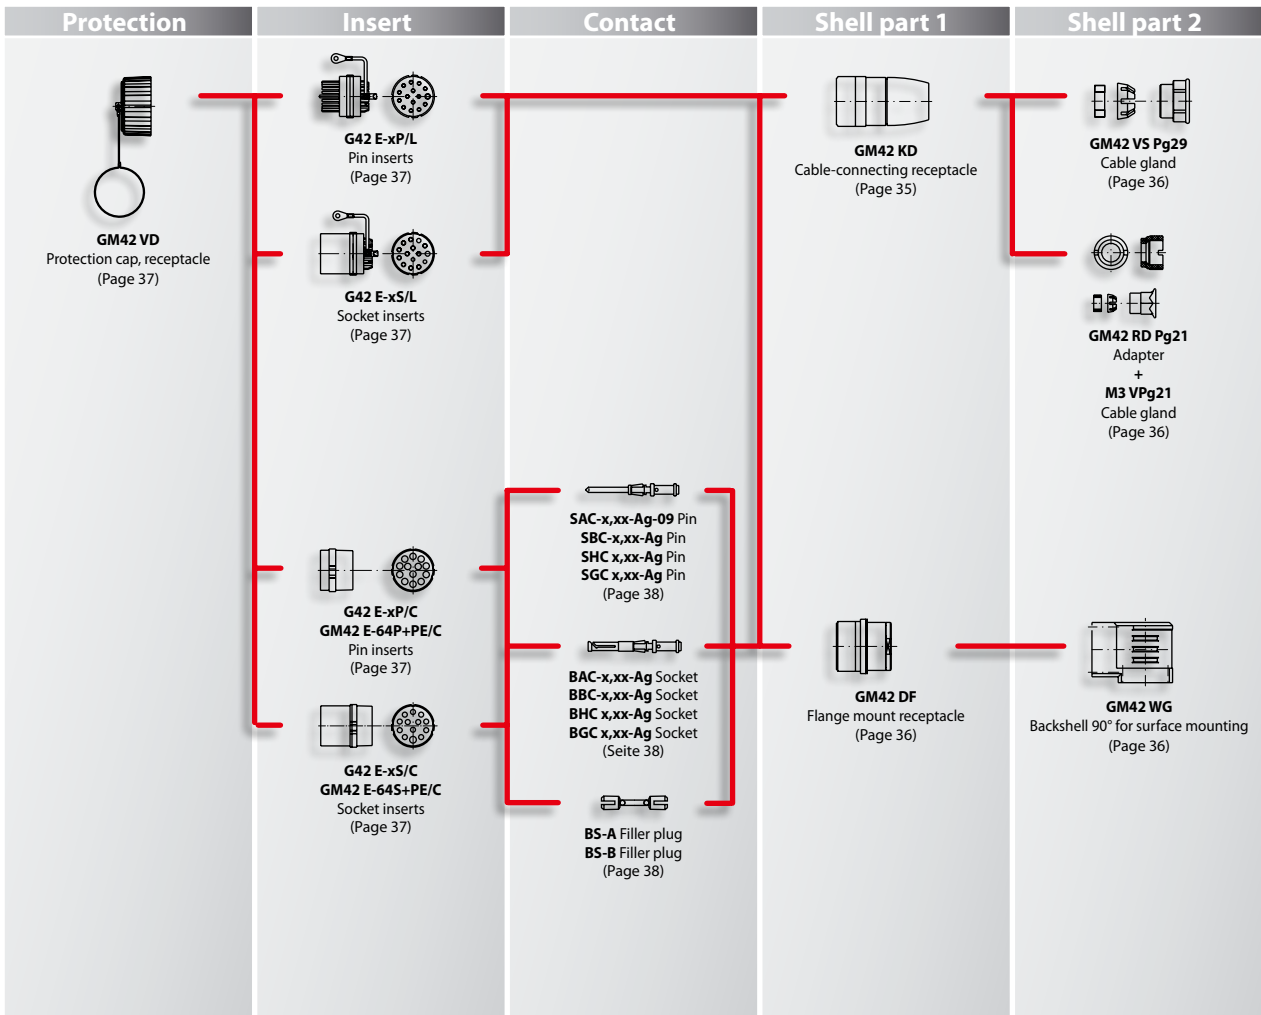 Protection
Insert
Contact
Shell part 1
Shell part 2
GM42 VD
Protection cap, receptacle
(Page 37)
G42 E-xP/L
Pin inserts
(Page 37)
G42 E-xS/L
Socket inserts
(Page 37)
G42 E-xP/C
GM42 E-64P+PE/C
Pin inserts
(Page 37)
G42 E-xS/C
GM42 E-64S+PE/C
Socket inserts
(Page 37)
SAC-x,xx-Ag-09 Pin
SBC-x,xx-Ag Pin
SHC x,xx-Ag Pin
SGC x,xx-Ag Pin
(Page 38)
BAC-x,xx-Ag Socket
BBC-x,xx-Ag Socket
BHC x,xx-Ag Socket
BGC x,xx-Ag Socket
(Seite 38)
BS-A Filler plug
BS-B Filler plug
(Page 38)
GM42 KD
Cable-connecting receptacle
(Page 35)
GM42 DF
Flange mount receptacle
(Page 36)
GM42 VS Pg29
Cable gland
(Page 36)
GM42 RD Pg21
Adapter
+
M3 VPg21
Cable gland
(Page 36)
GM42 WG
Backshell 90° for surface mounting
(Page 36)